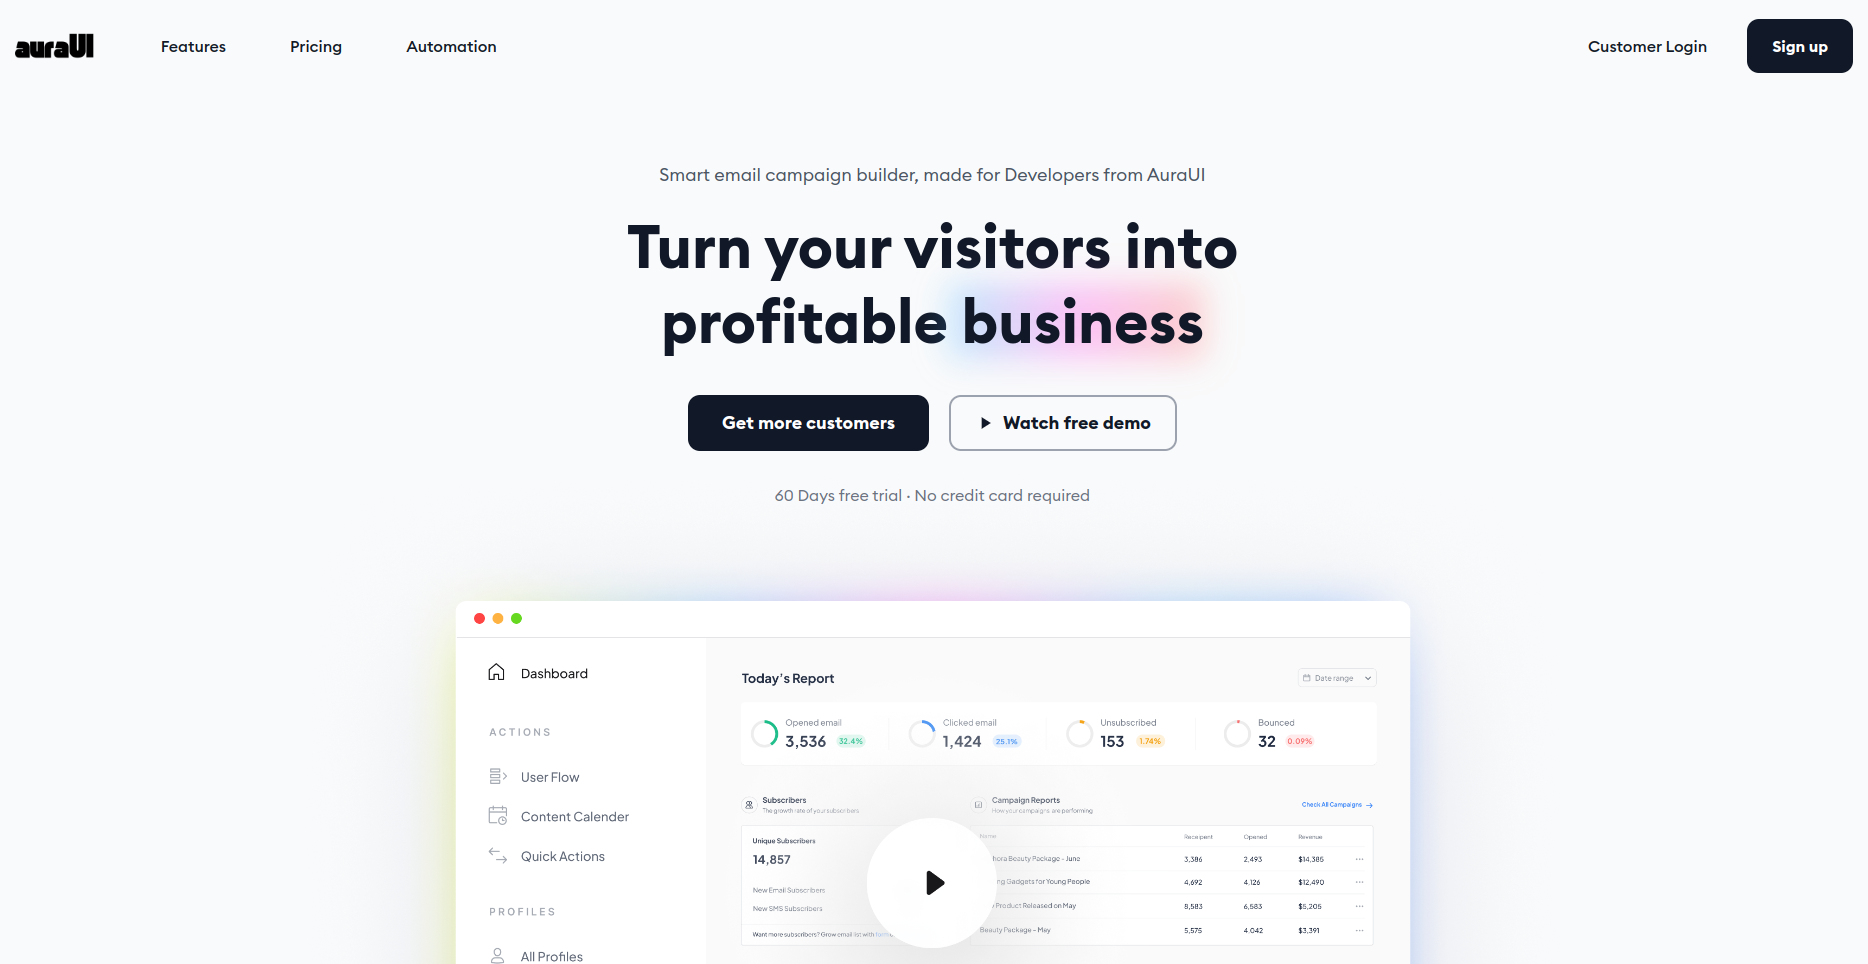 auraUI
Features
Pricing
Automation
Customer Login
Sign up
Smart email campaign builder, made for Developers from AuraUI
Turn your visitors into
profitable business
Get more customers
Watch free demo
60 Days free trial · No credit card required
Dashboard
ACTIONS
User Flow
Content Calender
Quick Actions
PROFILES
All Profiles
Today's Report
Date range
Opened email
3,536 32.4%
Clicked email
1,424 25.1%
Unsubscribed
153 1.74%
Bounced
32 0.09%
Subscribers
The growth rate of your subscribers
Unique Subscribers
14,857
New Email Subscribers
New SMS Subscribers
Want more subscribers? Grow email list with
Campaign Reports
How your campaigns are performing
Check All Campaigns
Name Receipent Opened Revenue
Beauty Package - June 3,386 2,493 $14,385
Gadgets for Young People 4,692 4,126 $12,490
Product Released on May 8,583 6,583 $5,205
Beauty Package - May 5,575 4,042 $3,391